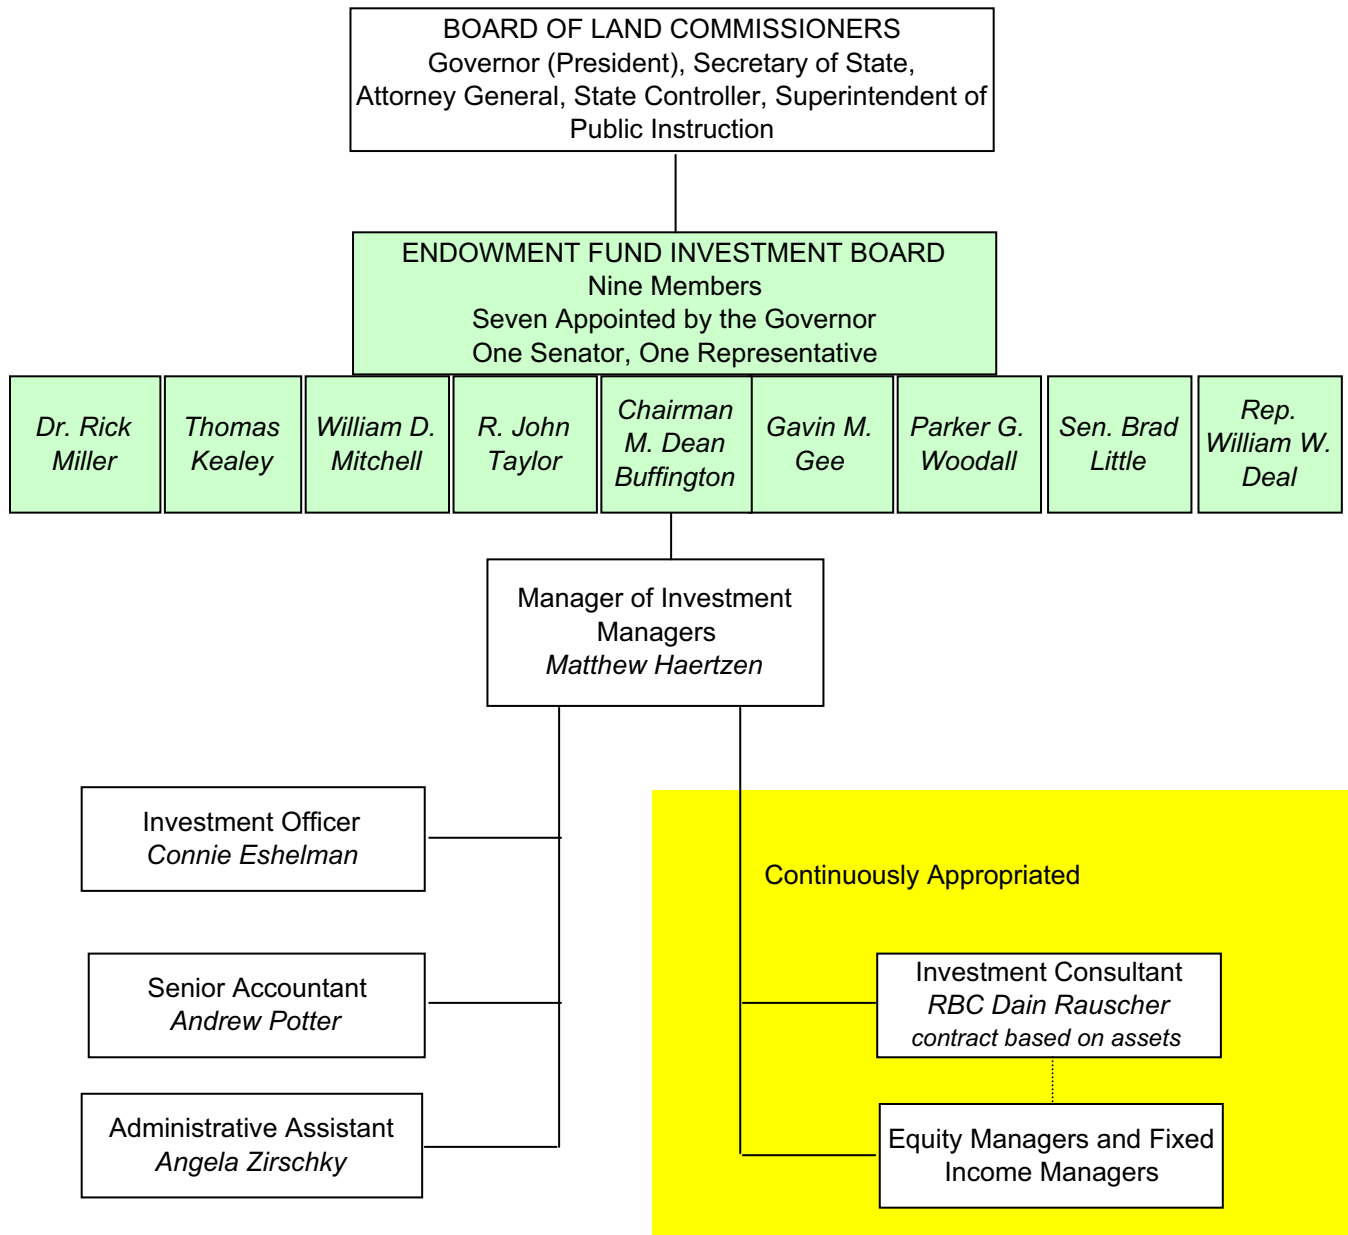 BOARD OF LAND COMMISSIONERS
Governor (President), Secretary of State,
Attorney General, State Controller, Superintendent of
Public Instruction
ENDOWMENT FUND INVESTMENT BOARD
Nine Members
Seven Appointed by the Governor
One Senator, One Representative
Dr. Rick
Miller
Thomas
Kealey
William D.
Mitchell
R. John
Taylor
Chairman
M. Dean
Buffington
Gavin M.
Gee
Parker G.
Woodall
Sen. Brad
Little
Rep.
William W.
Deal
Manager of Investment
Managers
Matthew Haertzen
Investment Officer
Connie Eshelman
Continuously Appropriated
Senior Accountant
Andrew Potter
Investment Consultant
RBC Dain Rauscher
contract based on assets
Administrative Assistant
Angela Zirschky
Equity Managers and Fixed
Income Managers